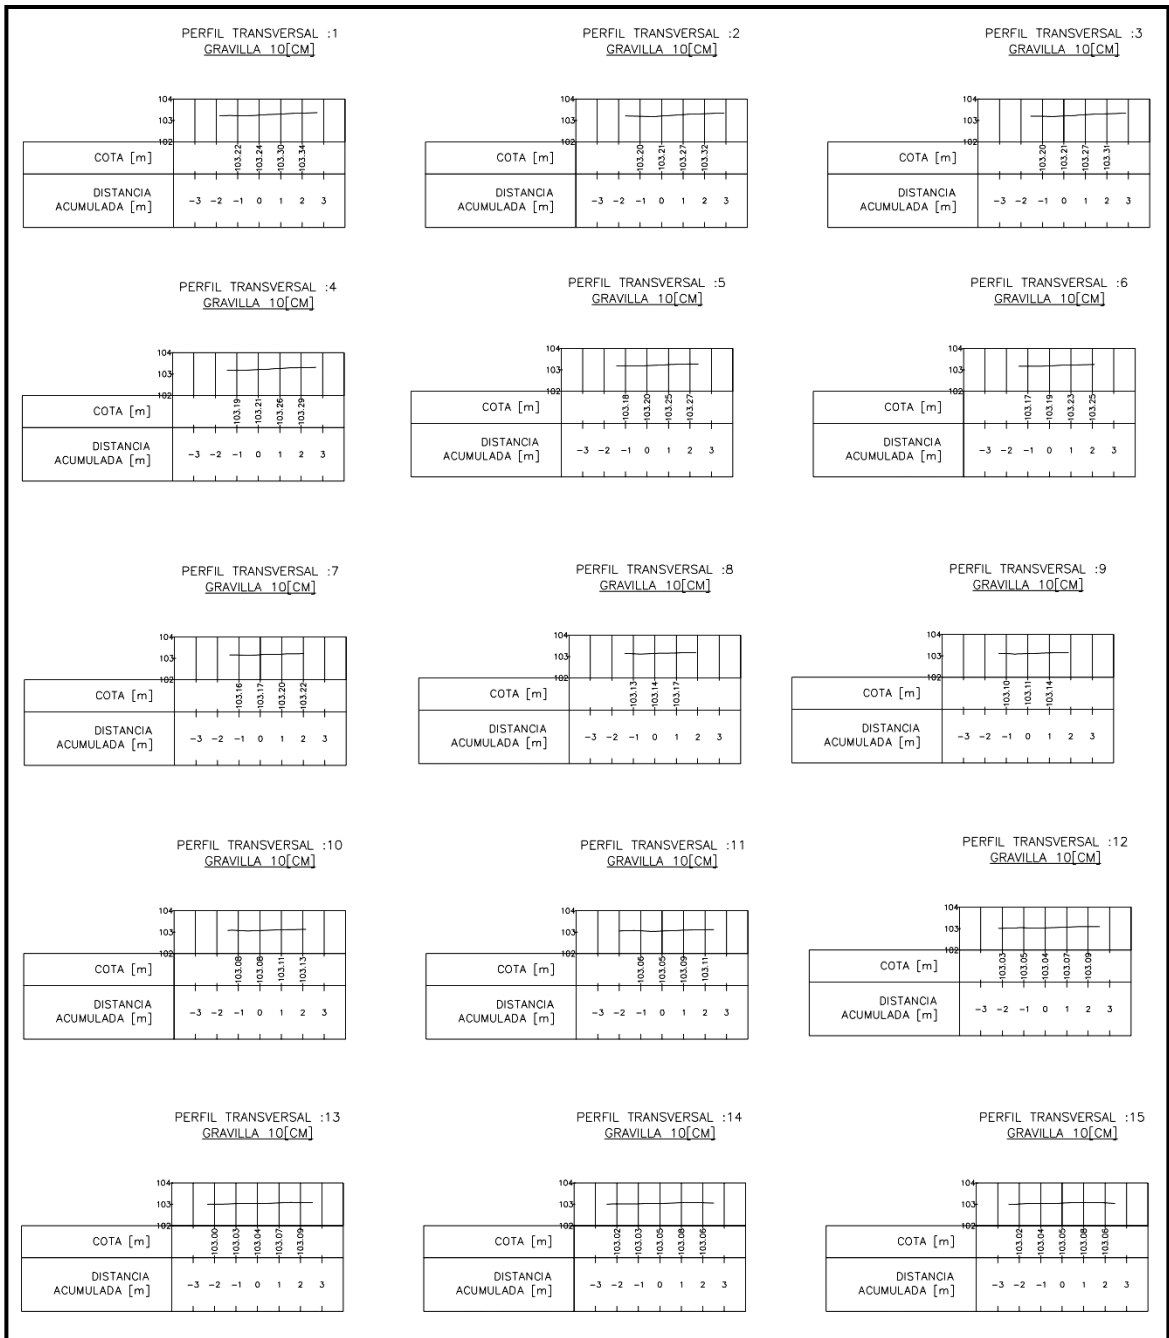 PERFIL TRANSVERSAL :1
GRAVILLA 10[CM]
104
103
102
COTA [m]
103.22 103.24 103.30 103.34
DISTANCIA
ACUMULADA [m]
-3 -2 -1 0 1 2 3
PERFIL TRANSVERSAL :2
GRAVILLA 10[CM]
104
103
102
COTA [m]
103.20 103.21 103.27 103.32
DISTANCIA
ACUMULADA [m]
-3 -2 -1 0 1 2 3
PERFIL TRANSVERSAL :3
GRAVILLA 10[CM]
104
103
102
COTA [m]
103.20 103.21 103.27 103.31
DISTANCIA
ACUMULADA [m]
-3 -2 -1 0 1 2 3
PERFIL TRANSVERSAL :4
GRAVILLA 10[CM]
104
103
102
COTA [m]
103.19 103.21 103.26 103.29
DISTANCIA
ACUMULADA [m]
-3 -2 -1 0 1 2 3
PERFIL TRANSVERSAL :5
GRAVILLA 10[CM]
104
103
102
COTA [m]
103.18 103.20 103.25 103.27
DISTANCIA
ACUMULADA [m]
-3 -2 -1 0 1 2 3
PERFIL TRANSVERSAL :6
GRAVILLA 10[CM]
104
103
102
COTA [m]
103.17 103.19 103.23 103.25
DISTANCIA
ACUMULADA [m]
-3 -2 -1 0 1 2 3
PERFIL TRANSVERSAL :7
GRAVILLA 10[CM]
104
103
102
COTA [m]
103.16 103.17 103.20 103.22
DISTANCIA
ACUMULADA [m]
-3 -2 -1 0 1 2 3
PERFIL TRANSVERSAL :8
GRAVILLA 10[CM]
104
103
102
COTA [m]
103.13 103.14 103.17
DISTANCIA
ACUMULADA [m]
-3 -2 -1 0 1 2 3
PERFIL TRANSVERSAL :9
GRAVILLA 10[CM]
104
103
102
COTA [m]
103.10 103.11 103.14
DISTANCIA
ACUMULADA [m]
-3 -2 -1 0 1 2 3
PERFIL TRANSVERSAL :10
GRAVILLA 10[CM]
104
103
102
COTA [m]
103.08 103.08 103.11 103.13
DISTANCIA
ACUMULADA [m]
-3 -2 -1 0 1 2 3
PERFIL TRANSVERSAL :11
GRAVILLA 10[CM]
104
103
102
COTA [m]
103.06 103.05 103.09 103.11
DISTANCIA
ACUMULADA [m]
-3 -2 -1 0 1 2 3
PERFIL TRANSVERSAL :12
GRAVILLA 10[CM]
104
103
102
COTA [m]
103.03 103.05 103.04 103.07 103.09
DISTANCIA
ACUMULADA [m]
-3 -2 -1 0 1 2 3
PERFIL TRANSVERSAL :13
GRAVILLA 10[CM]
104
103
102
COTA [m]
103.00 103.03 103.04 103.07 103.09
DISTANCIA
ACUMULADA [m]
-3 -2 -1 0 1 2 3
PERFIL TRANSVERSAL :14
GRAVILLA 10[CM]
104
103
102
COTA [m]
103.02 103.03 103.05 103.08 103.06
DISTANCIA
ACUMULADA [m]
-3 -2 -1 0 1 2 3
PERFIL TRANSVERSAL :15
GRAVILLA 10[CM]
104
103
102
COTA [m]
103.02 103.04 103.05 103.08 103.06
DISTANCIA
ACUMULADA [m]
-3 -2 -1 0 1 2 3